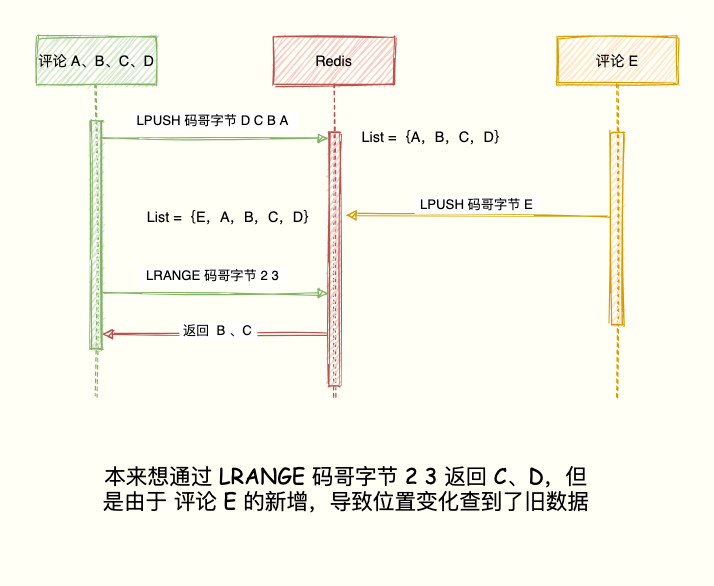 评论 A、B、C、D
Redis
评论 E
LPUSH 码哥字节 D C B A
List = {A，B，C，D}
LPUSH 码哥字节 E
List = {E，A，B，C，D}
LRANGE 码哥字节 2 3
返回 B 、C
本来想通过 LRANGE 码哥字节 2 3 返回 C、D，但
是由于 评论 E 的新增，导致位置变化查到了旧数据